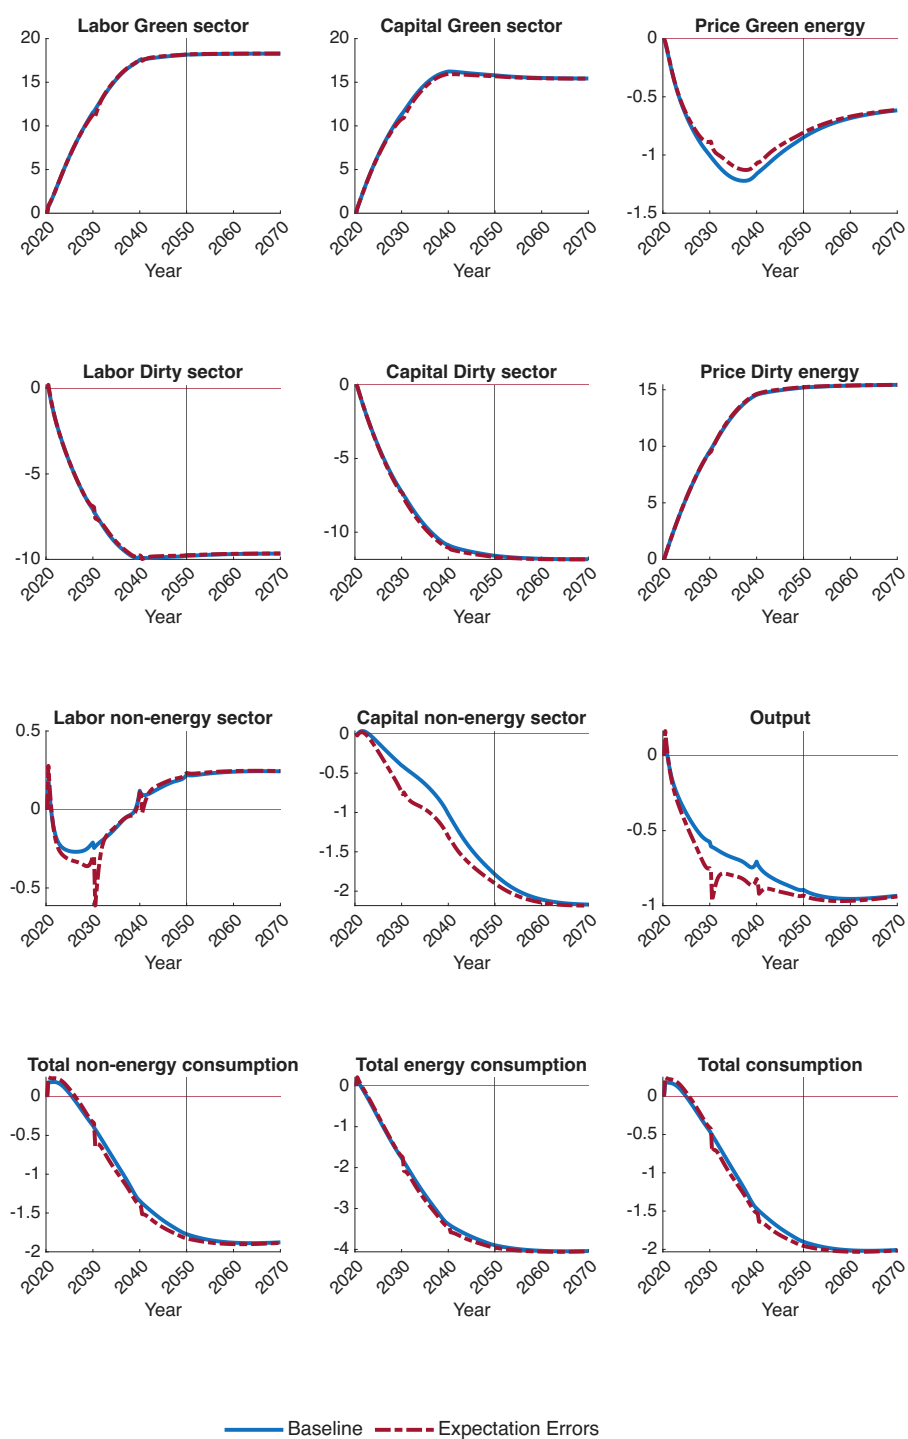 Labor Green sector
20
15
10
5
0
2020 2030 2040 2050 2060 2070
Year
Capital Green sector
20
15
10
5
0
2020 2030 2040 2050 2060 2070
Year
Price Green energy
0
-0.5
-1
-1.5
2020 2030 2040 2050 2060 2070
Year
Labor Dirty sector
0
-5
-10
2020 2030 2040 2050 2060 2070
Year
Capital Dirty sector
0
-5
-10
2020 2030 2040 2050 2060 2070
Year
Price Dirty energy
15
10
5
0
2020 2030 2040 2050 2060 2070
Year
Labor non-energy sector
0.5
0
-0.5
2020 2030 2040 2050 2060 2070
Year
Capital non-energy sector
0
-0.5
-1
-1.5
-2
2020 2030 2040 2050 2060 2070
Year
Output
0
-0.5
-1
2020 2030 2040 2050 2060 2070
Year
Total non-energy consumption
0
-0.5
-1
-1.5
-2
2020 2030 2040 2050 2060 2070
Year
Total energy consumption
0
-1
-2
-3
-4
2020 2030 2040 2050 2060 2070
Year
Total consumption
0
-0.5
-1
-1.5
-2
2020 2030 2040 2050 2060 2070
Year
Baseline Expectation Errors